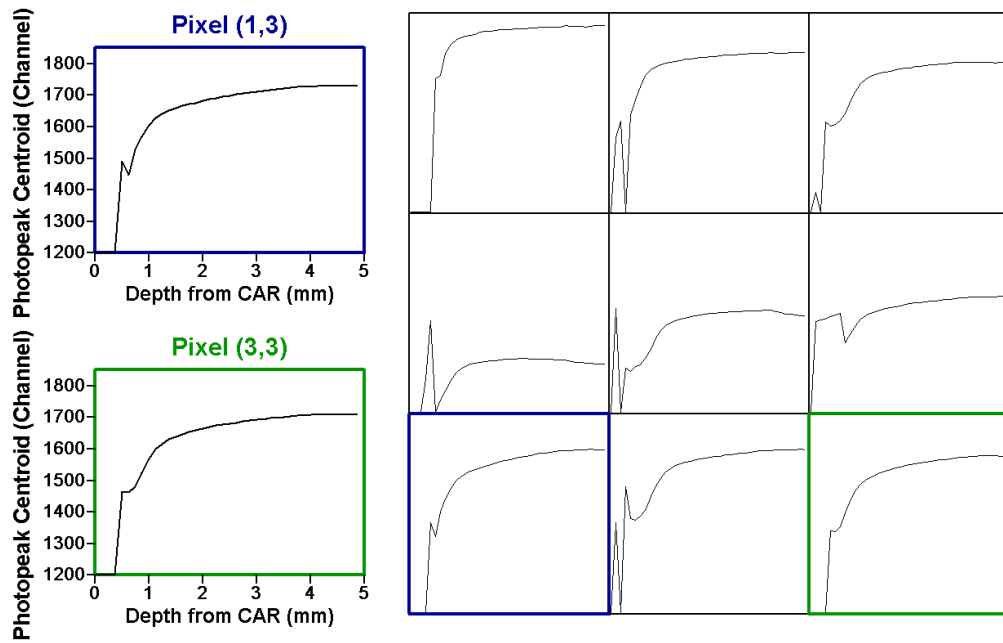 Pixel (1,3)
Photopeak Centroid (Channel)
1800
1700
1600
1500
1400
1300
1200
0 1 2 3 4 5
Depth from CAR (mm)
Pixel (3,3)
Photopeak Centroid (Channel)
1800
1700
1600
1500
1400
1300
1200
0 1 2 3 4 5
Depth from CAR (mm)